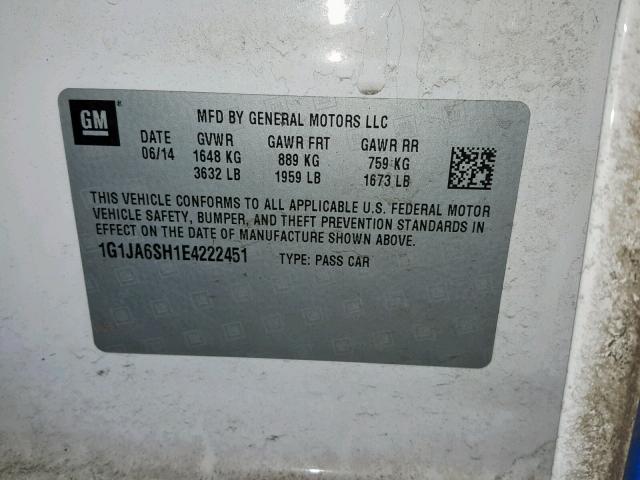 GM
MFD BY GENERAL MOTORS LLC
DATE GVWR GAWR FRT GAWR RR
06/14 1648 KG 889 KG 759 KG
3632 LB 1959 LB 1673 LB
THIS VEHICLE CONFORMS TO ALL APPLICABLE U.S. FEDERAL MOTOR
VEHICLE SAFETY, BUMPER, AND THEFT PREVENTION STANDARDS IN
EFFECT ON THE DATE OF MANUFACTURE SHOWN ABOVE.
1G1JA6SH1E4222451 TYPE: PASS CAR